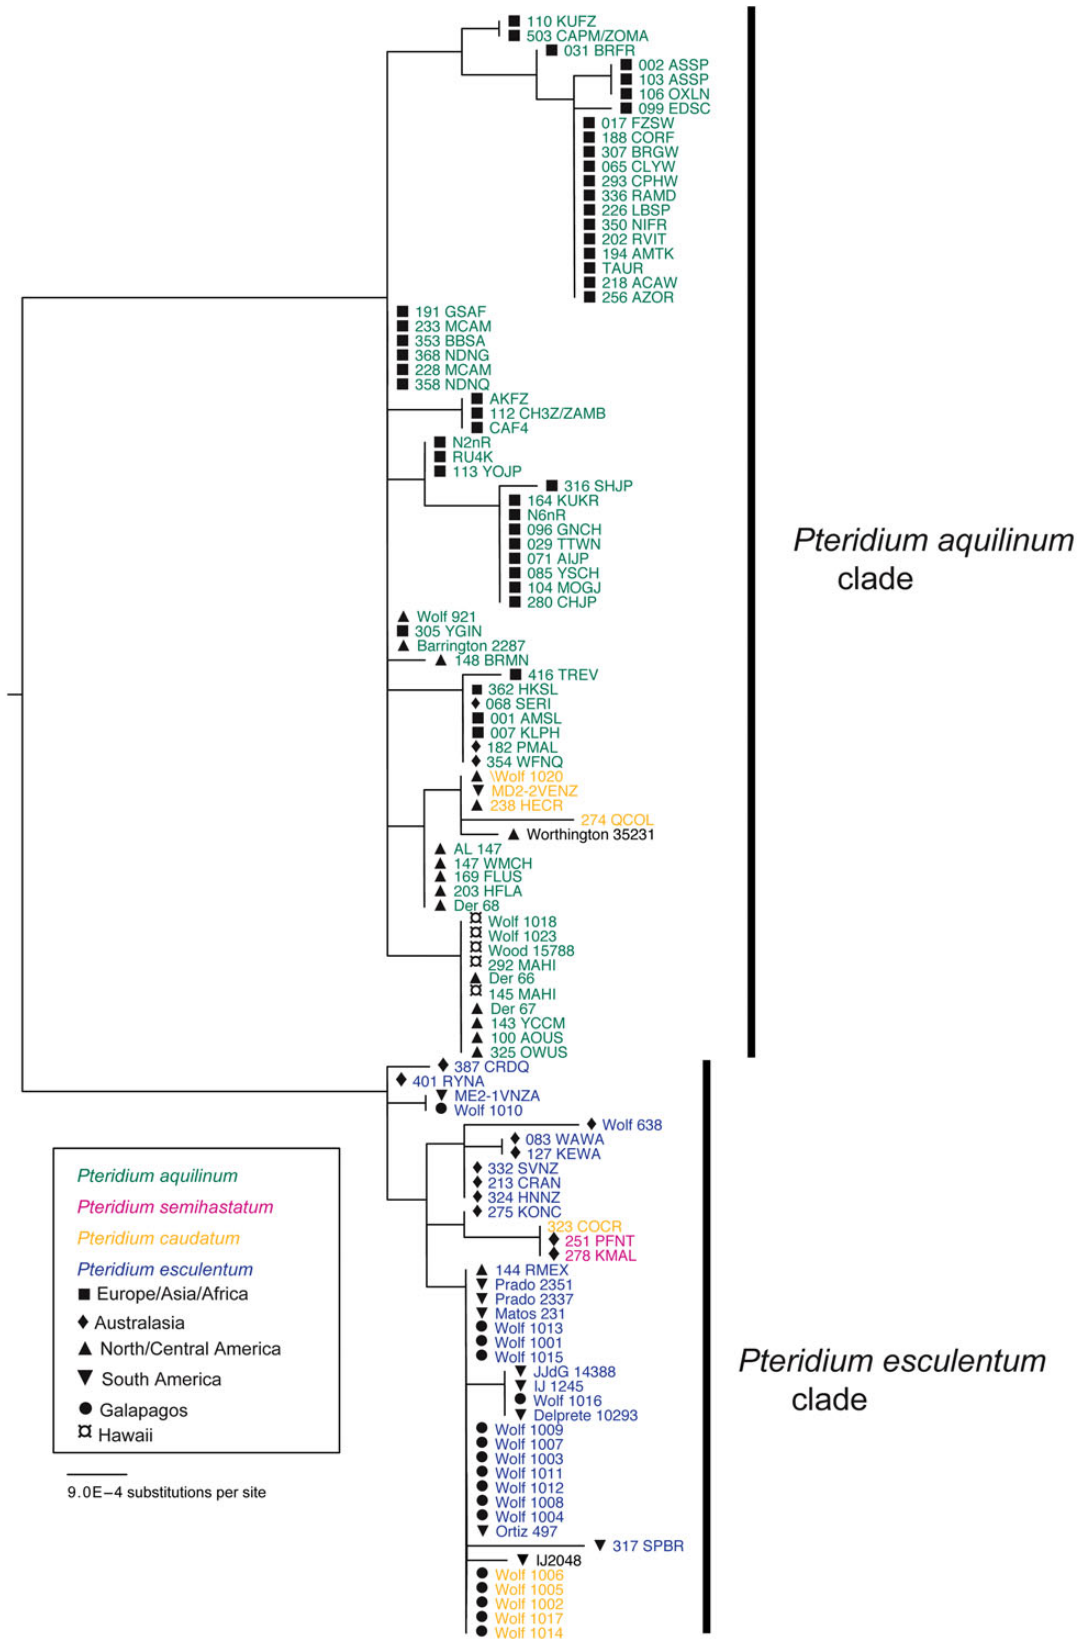 110 KUFZ
503 CAPM/ZOMA
031 BRFR
002 ASSP
103 ASSP
106 OXLN
099 EDSC
017 FZSW
188 CORF
307 BRGW
065 CLYW
293 CPHW
336 RAMD
226 LBSP
350 NIFR
202 RVIT
194 AMTK
TAUR
218 ACAW
256 AZOR
191 GSAF
233 MCAM
353 BBSA
368 NDNG
228 MCAM
358 NDNQ
AKFZ
112 CH3Z/ZAMB
CAF4
N2nR
RU4K
113 YOJP
316 SHJP
164 KUKR
N6nR
096 GNCH
029 TTWN
071 AIJP
085 YSCH
104 MOGJ
280 CHJP
Wolf 921
305 YGIN
Barrington 2287
148 BRMN
416 TREV
362 HKSL
068 SERI
001 AMSL
007 KLPH
182 PMAL
354 WFNQ
\Wolf 1020
MD2-2VENZ
238 HECR
274 QCOL
Worthington 35231
AL 147
147 WMCH
169 FLUS
203 HFLA
Der 68
Wolf 1018
Wolf 1023
Wood 15788
292 MAHI
Der 66
145 MAHI
Der 67
143 YCCM
100 AOUS
325 OWUS
Pteridium aquilinum
clade
387 CRDQ
401 RYNA
ME2-1VNZA
Wolf 1010
Wolf 638
083 WAWA
127 KEWA
332 SVNZ
213 CRAN
324 HNNZ
275 KONC
323 COCR
251 PFNT
278 KMAL
144 RMEX
Prado 2351
Prado 2337
Matos 231
Wolf 1013
Wolf 1001
Wolf 1015
JJdG 14388
IJ 1245
Wolf 1016
Delprete 10293
Wolf 1009
Wolf 1007
Wolf 1003
Wolf 1011
Wolf 1012
Wolf 1008
Wolf 1004
Ortiz 497
317 SPBR
IJ2048
Wolf 1006
Wolf 1005
Wolf 1002
Wolf 1017
Wolf 1014
Pteridium esculentum
clade
Pteridium aquilinum
Pteridium semihastatum
Pteridium caudatum
Pteridium esculentum
Europe/Asia/Africa
Australasia
North/Central America
South America
Galapagos
Hawaii
9.0E−4 substitutions per site